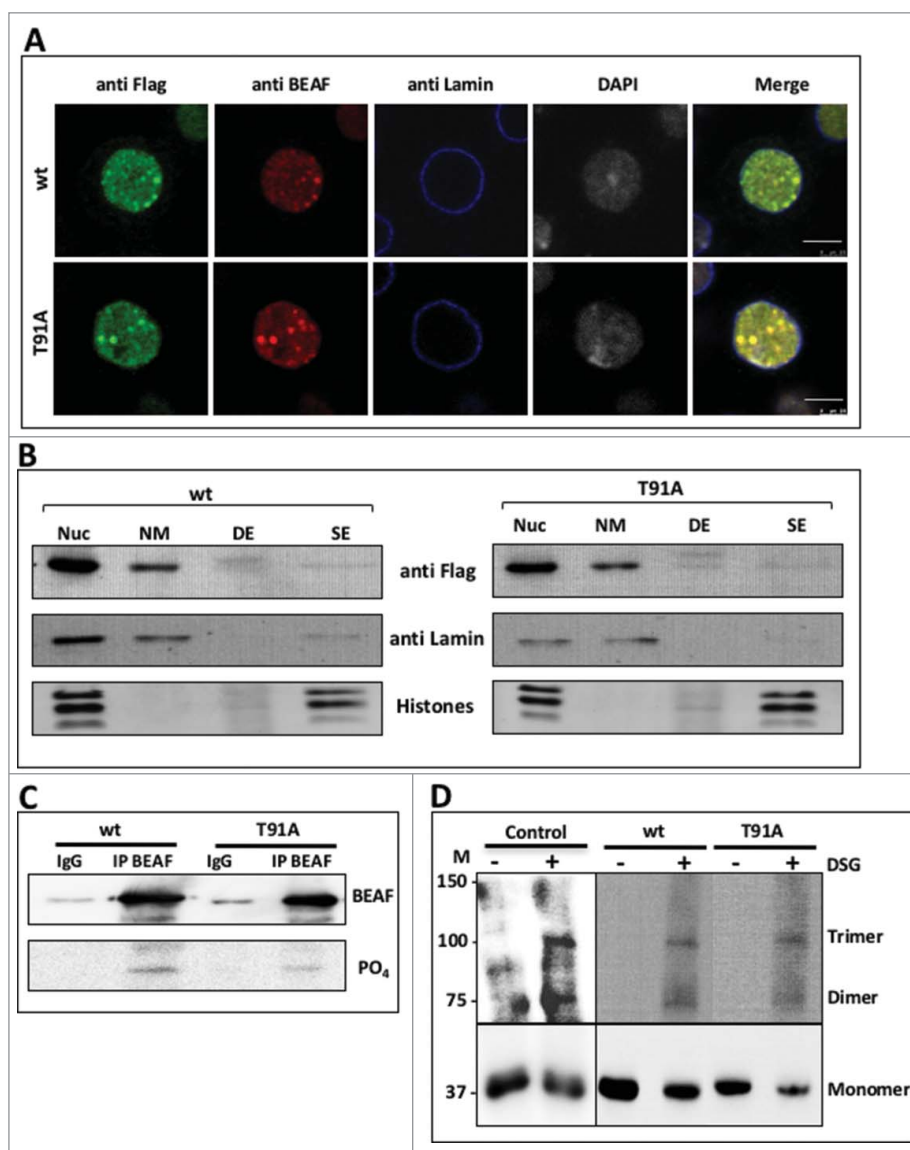 A
anti Flag anti BEAF anti Lamin DAPI Merge
wt
T91A
B
wt T91A
Nuc NM DE SE Nuc NM DE SE
anti Flag
anti Lamin
Histones
C
wt T91A
IgG IP BEAF IgG IP BEAF
BEAF
PO₄
D
Control wt T91A
M - + - + - + DSG
150
100 Trimer
75 Dimer
37 Monomer